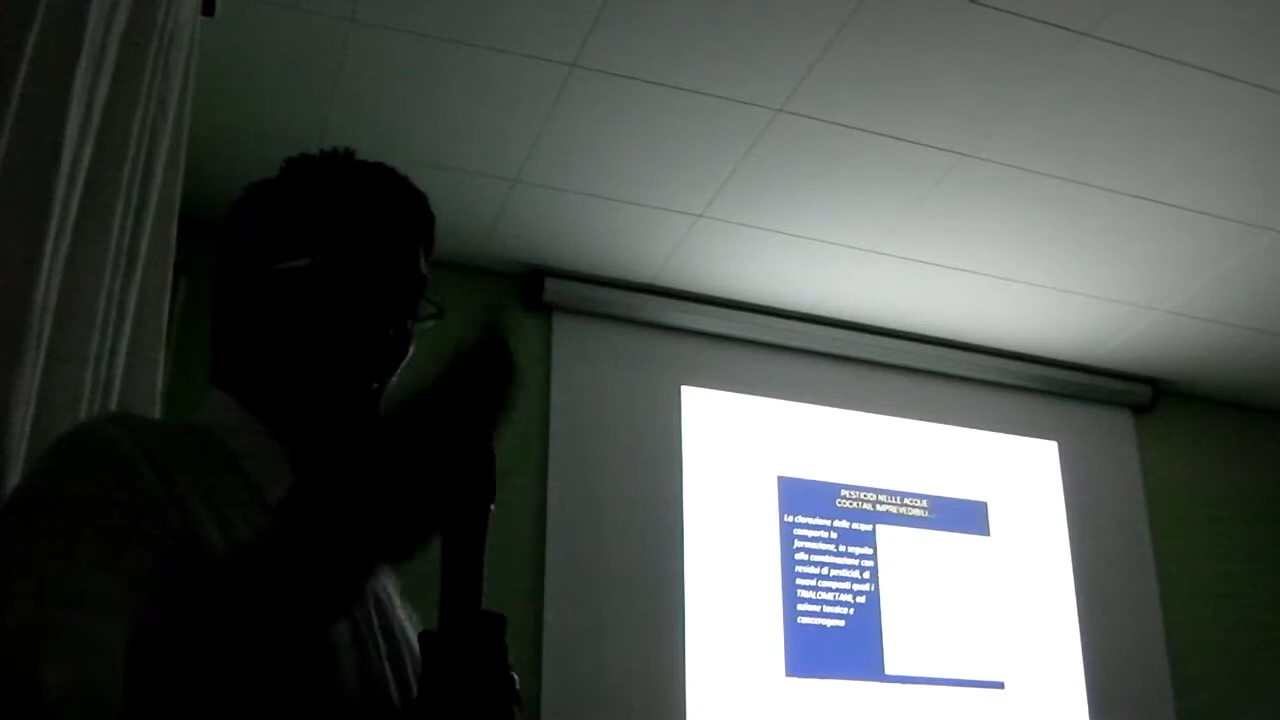 PESTICIDI NELLE ACQUE
COCKTAIL IMPREVEDIBILI...
La clorazione delle acque
comporta la
formazione, in seguito
alla combinazione con
residui di pesticidi, di
nuovi composti quali i
TRIALOMETANI, ad
azione tossica e
cancerogena